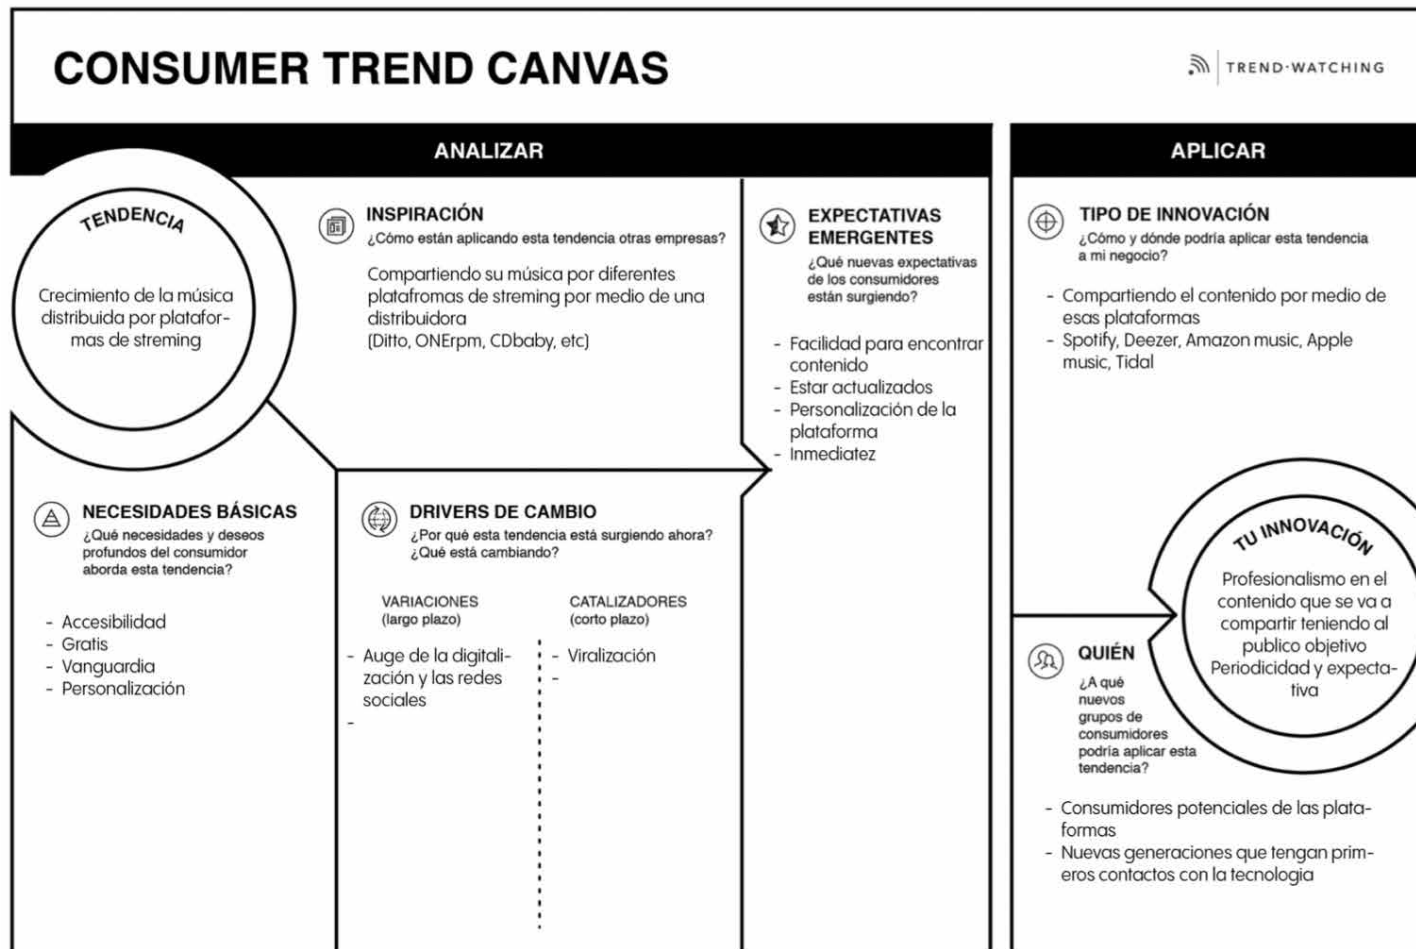 CONSUMER TREND CANVAS
TREND-WATCHING
ANALIZAR
TENDENCIA
Crecimiento de la música
distribuida por platafor-
mas de streming
INSPIRACIÓN
¿Cómo están aplicando esta tendencia otras empresas?
Compartiendo su música por diferentes
platafromas de streming por medio de una
distribuidora
(Ditto, ONErpm, CDbaby, etc)
NECESIDADES BÁSICAS
¿Qué necesidades y deseos
profundos del consumidor
aborda esta tendencia?
- Accesibilidad
- Gratis
- Vanguardia
- Personalización
DRIVERS DE CAMBIO
¿Por qué esta tendencia está surgiendo ahora?
¿Qué está cambiando?
VARIACIONES
(largo plazo)
- Auge de la digitali-
zación y las redes
sociales
-
CATALIZADORES
(corto plazo)
- Viralización
-
EXPECTATIVAS
EMERGENTES
¿Qué nuevas expectativas
de los consumidores
están surgiendo?
- Facilidad para encontrar
contenido
- Estar actualizados
- Personalización de la
plataforma
- Inmediatez
APLICAR
TIPO DE INNOVACIÓN
¿Cómo y dónde podría aplicar esta tendencia
a mi negocio?
- Compartiendo el contenido por medio de
esas plataformas
- Spotify, Deezer, Amazon music, Apple
music, Tidal
TU INNOVACIÓN
Profesionalismo en el
contenido que se va a
compartir teniendo al
publico objetivo
Periodicidad y expecta-
tiva
QUIÉN
¿A qué
nuevos
grupos de
consumidores
podría aplicar esta
tendencia?
- Consumidores potenciales de las plata-
formas
- Nuevas generaciones que tengan prim-
eros contactos con la tecnologia